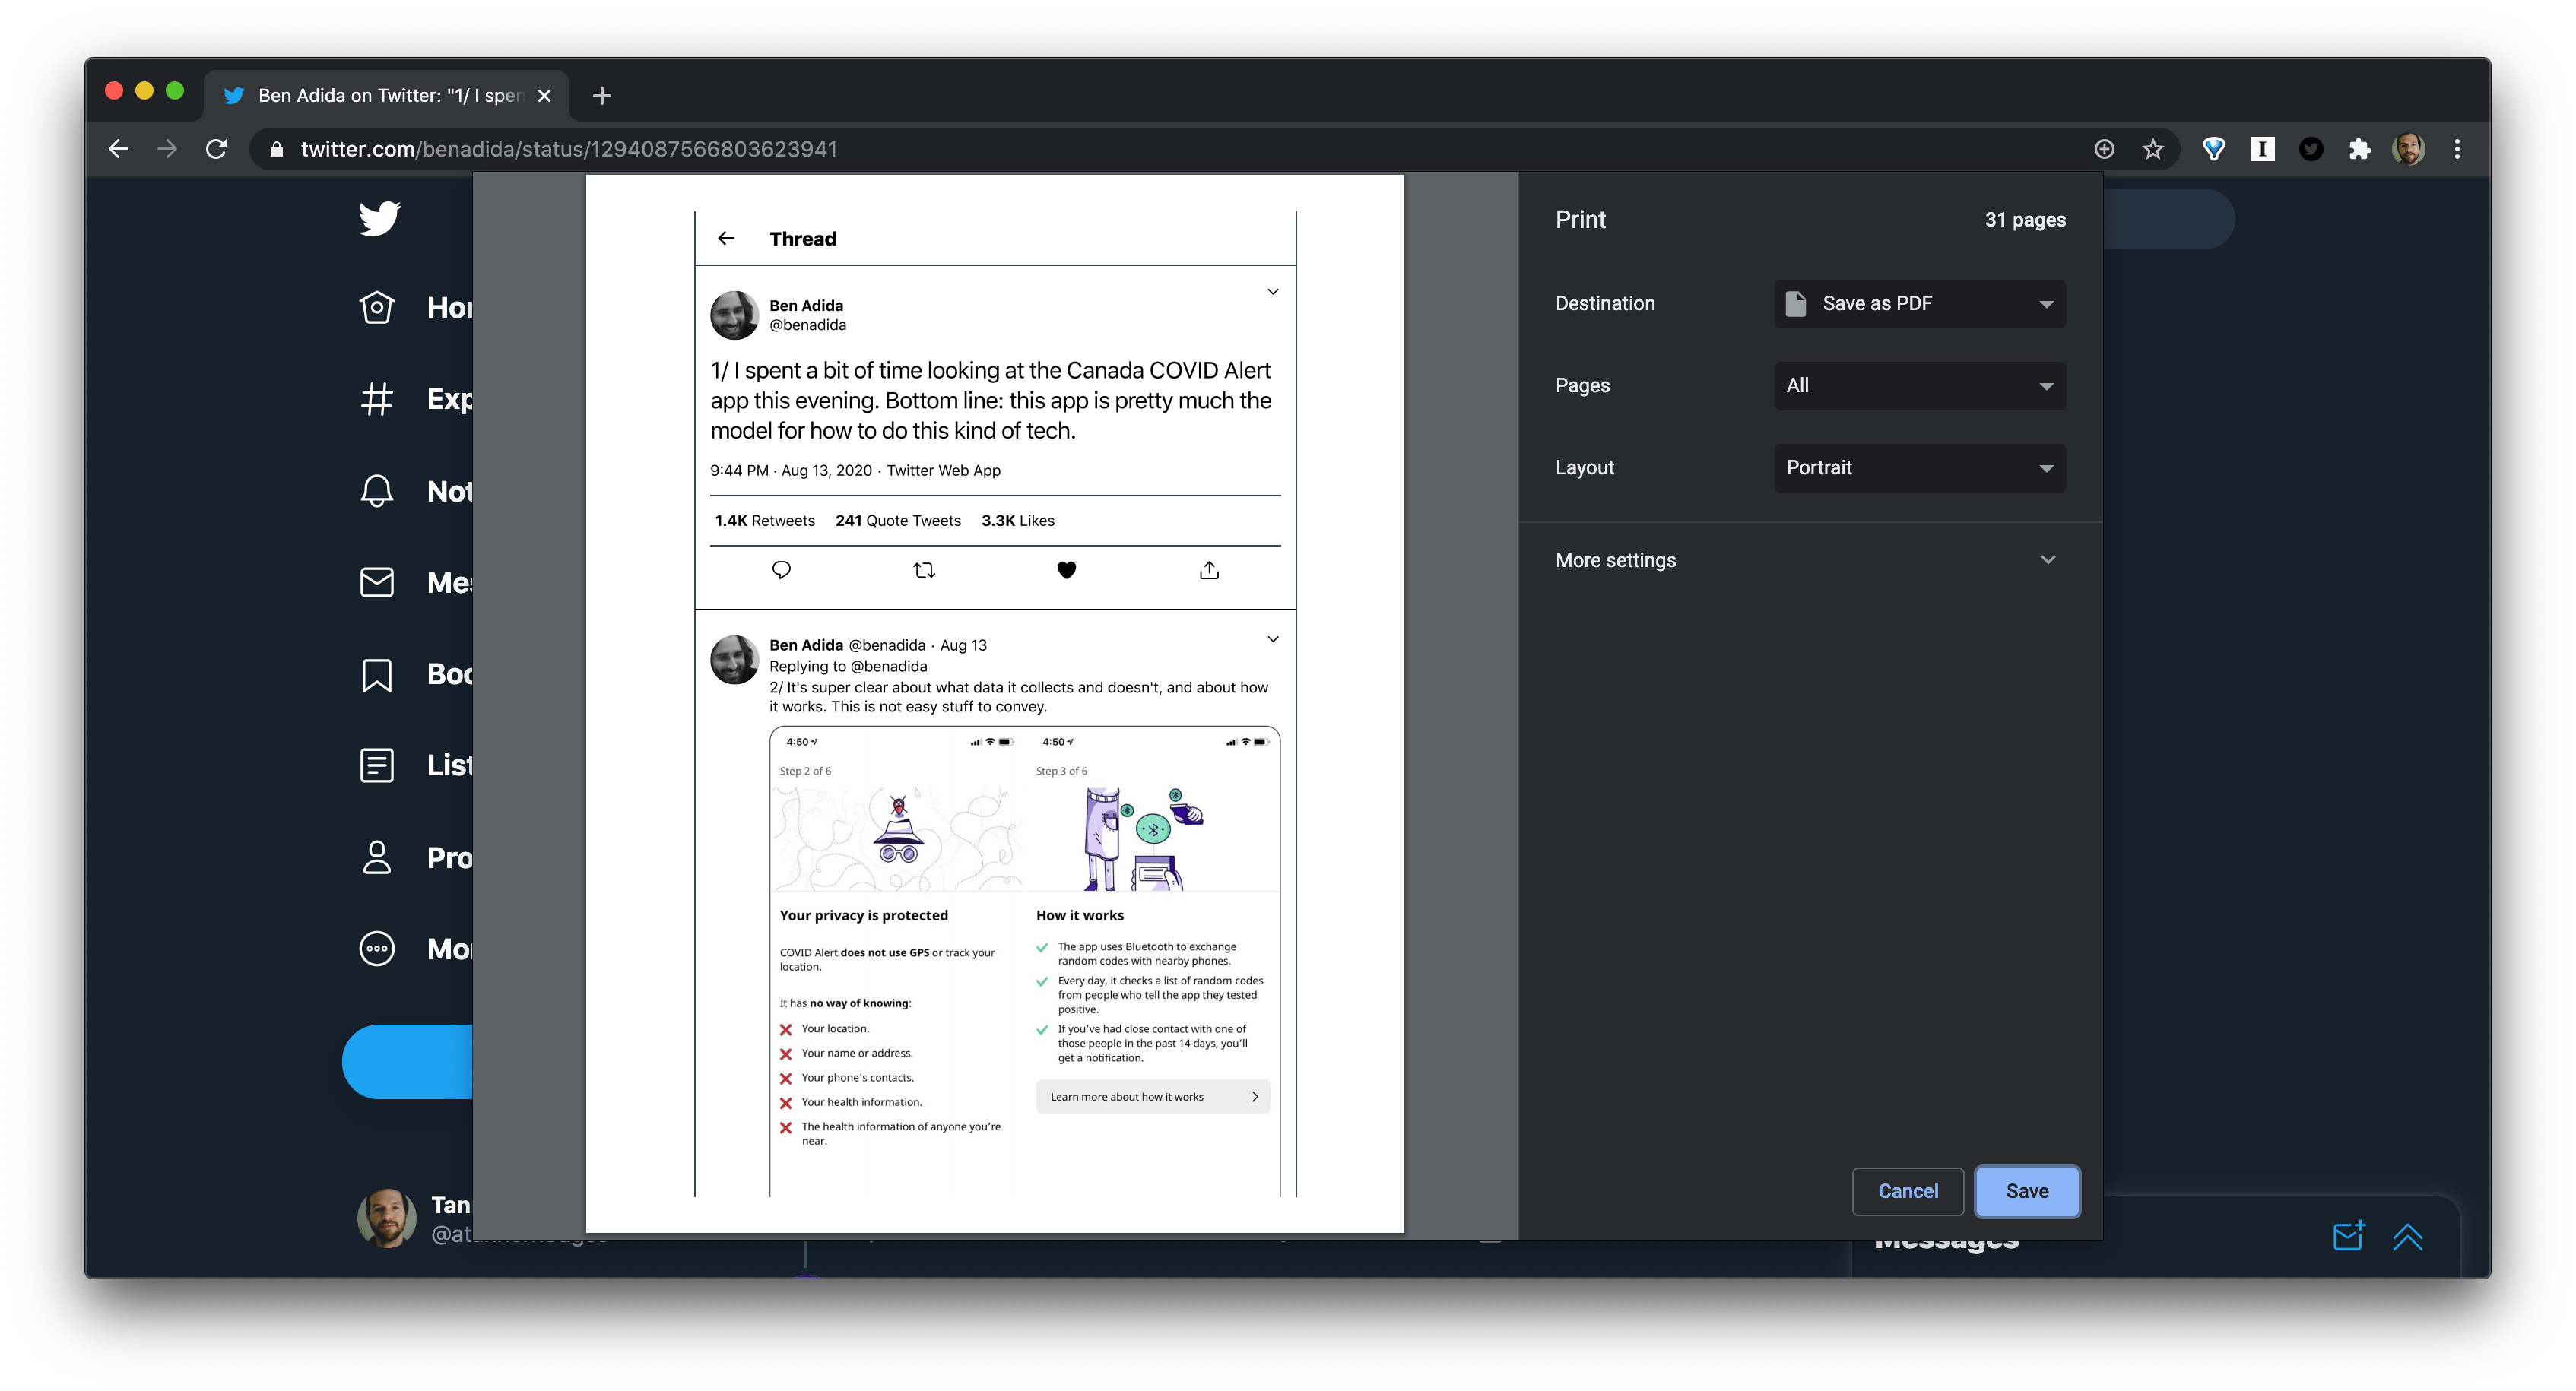 Ben Adida on Twitter: "1/ I spen
twitter.com/benadida/status/1294087566803623941
Hom
Exp
Not
Mes
Boo
List
Pro
Mor
Tan
Thread
Ben Adida
@benadida
1/ I spent a bit of time looking at the Canada COVID Alert
app this evening. Bottom line: this app is pretty much the
model for how to do this kind of tech.
9:44 PM · Aug 13, 2020 · Twitter Web App
1.4K Retweets 241 Quote Tweets 3.3K Likes
Ben Adida @benadida · Aug 13
Replying to @benadida
2/ It's super clear about what data it collects and doesn't, and about how
it works. This is not easy stuff to convey.
4:50
Step 2 of 6
Your privacy is protected
COVID Alert does not use GPS or track your
location.
It has no way of knowing:
Your location.
Your name or address.
Your phone's contacts.
Your health information.
The health information of anyone you're
near.
4:50
Step 3 of 6
How it works
The app uses Bluetooth to exchange
random codes with nearby phones.
Every day, it checks a list of random codes
from people who tell the app they tested
positive.
If you've had close contact with one of
those people in the past 14 days, you'll
get a notification.
Learn more about how it works
Print 31 pages
Destination Save as PDF
Pages All
Layout Portrait
More settings
Cancel Save
Messages